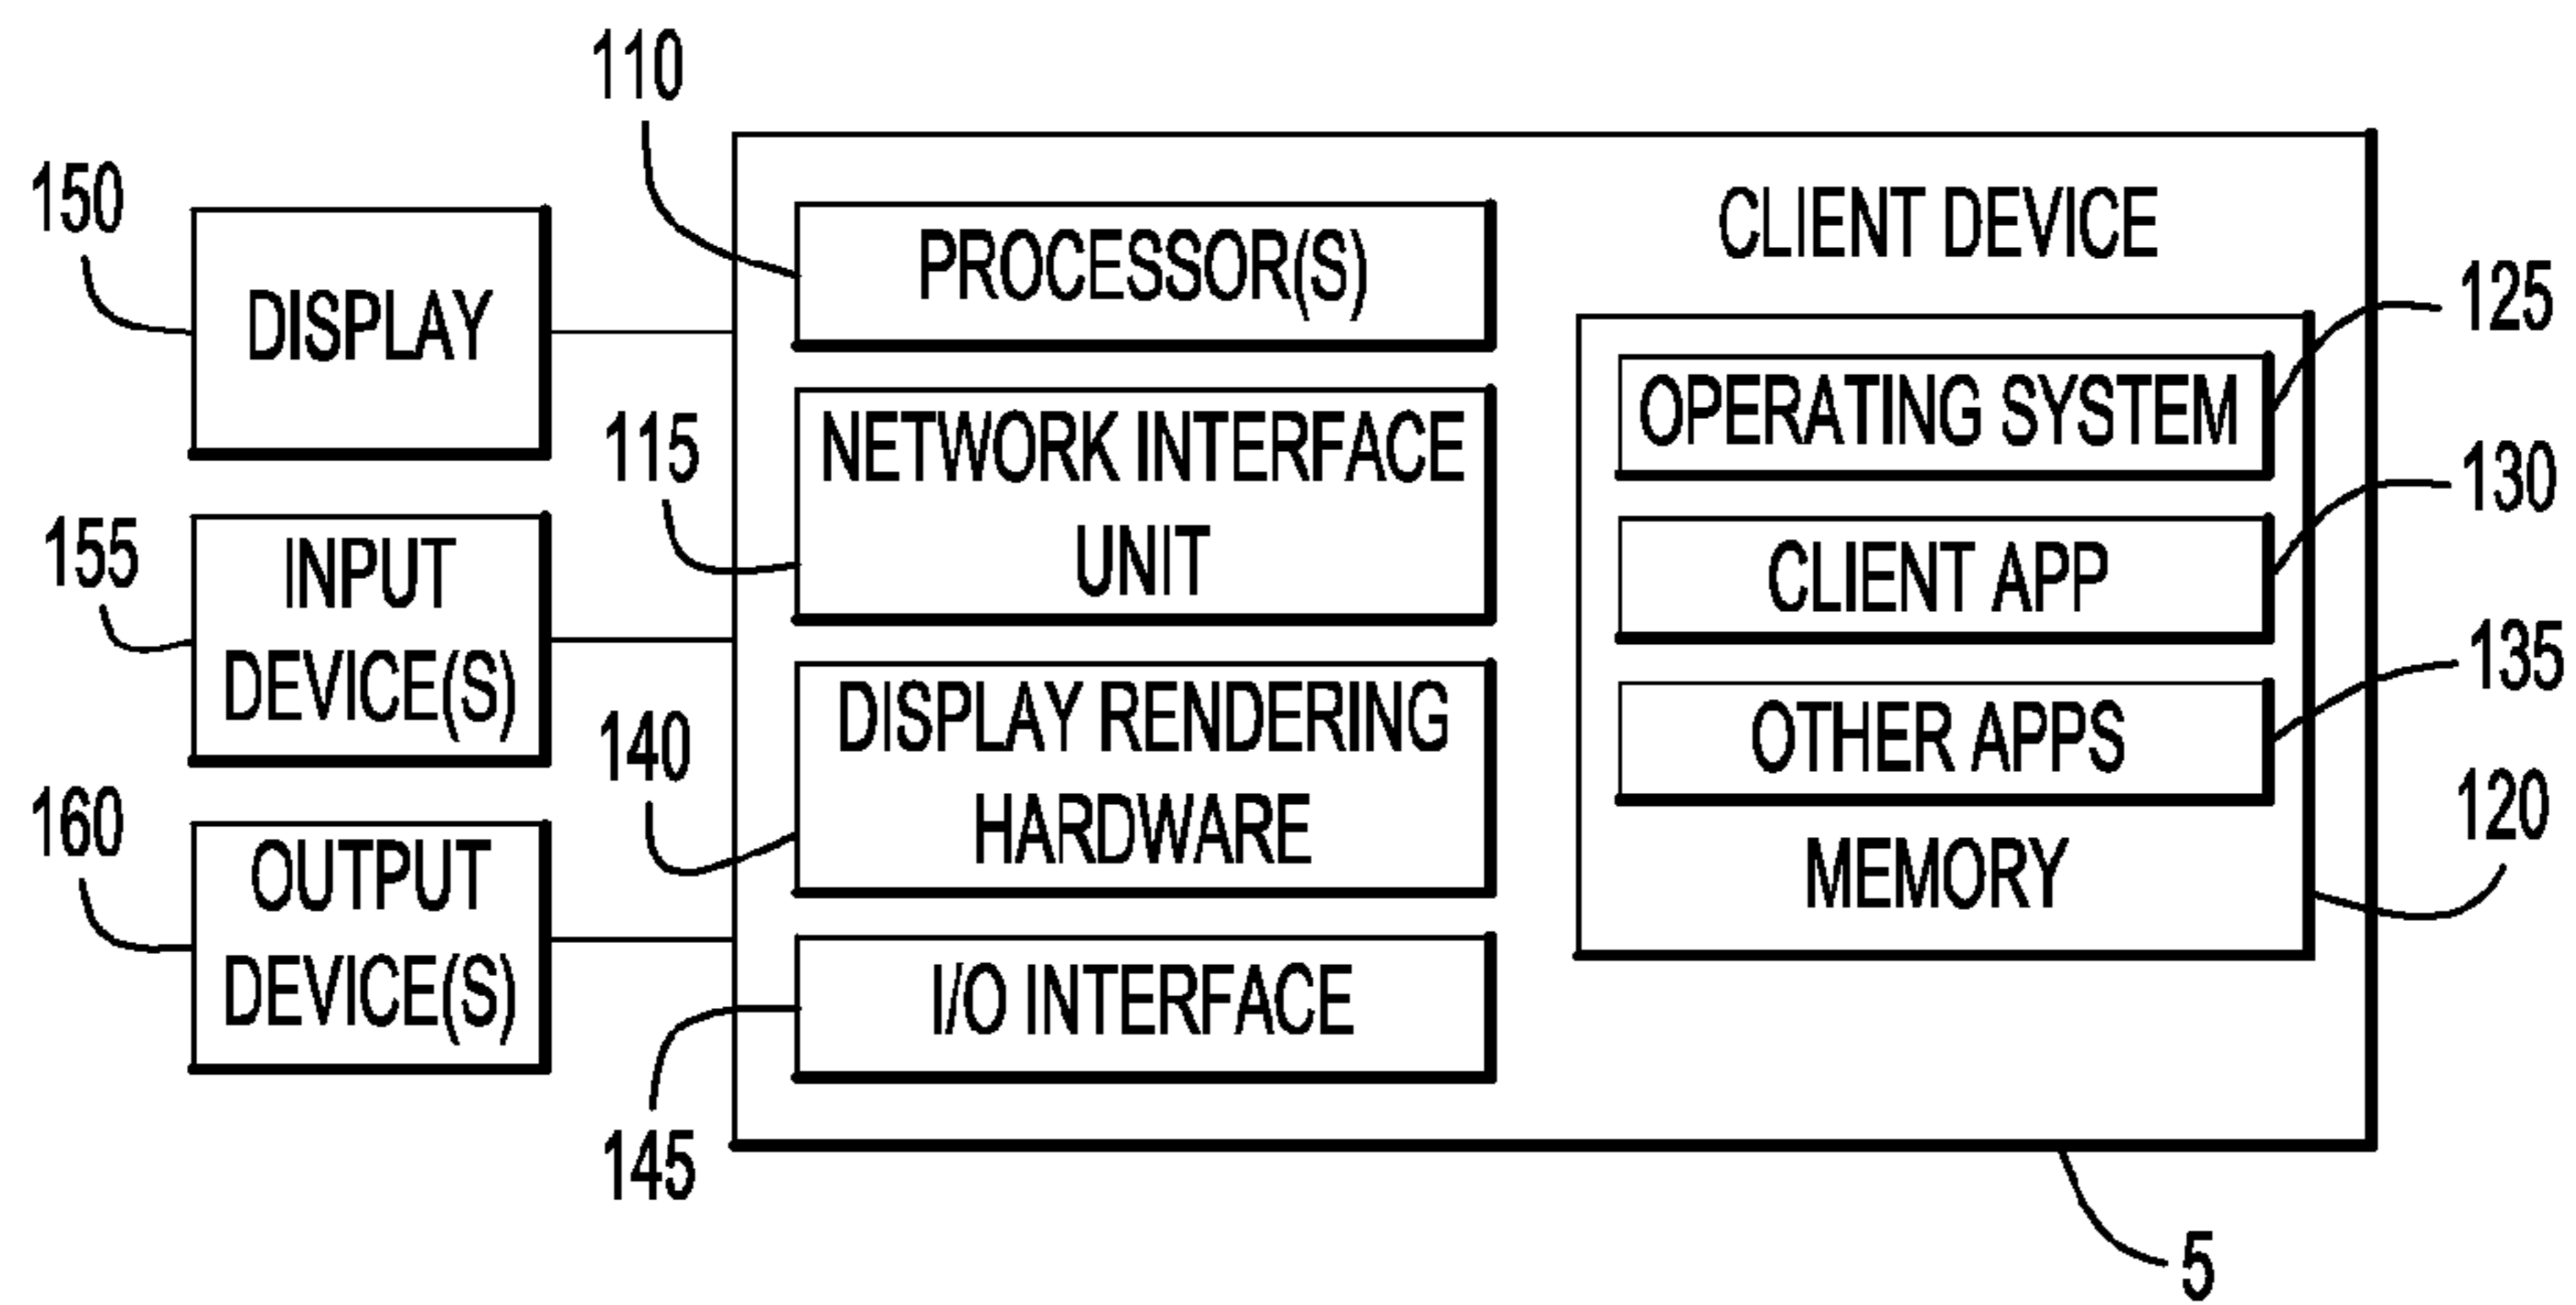 110
150
DISPLAY
155
INPUT
DEVICE(S)
160
OUTPUT
DEVICE(S)
PROCESSOR(S)
115
NETWORK INTERFACE
UNIT
140
DISPLAY RENDERING
HARDWARE
I/O INTERFACE
145
CLIENT DEVICE
125
OPERATING SYSTEM
130
CLIENT APP
135
OTHER APPS
120
MEMORY
5